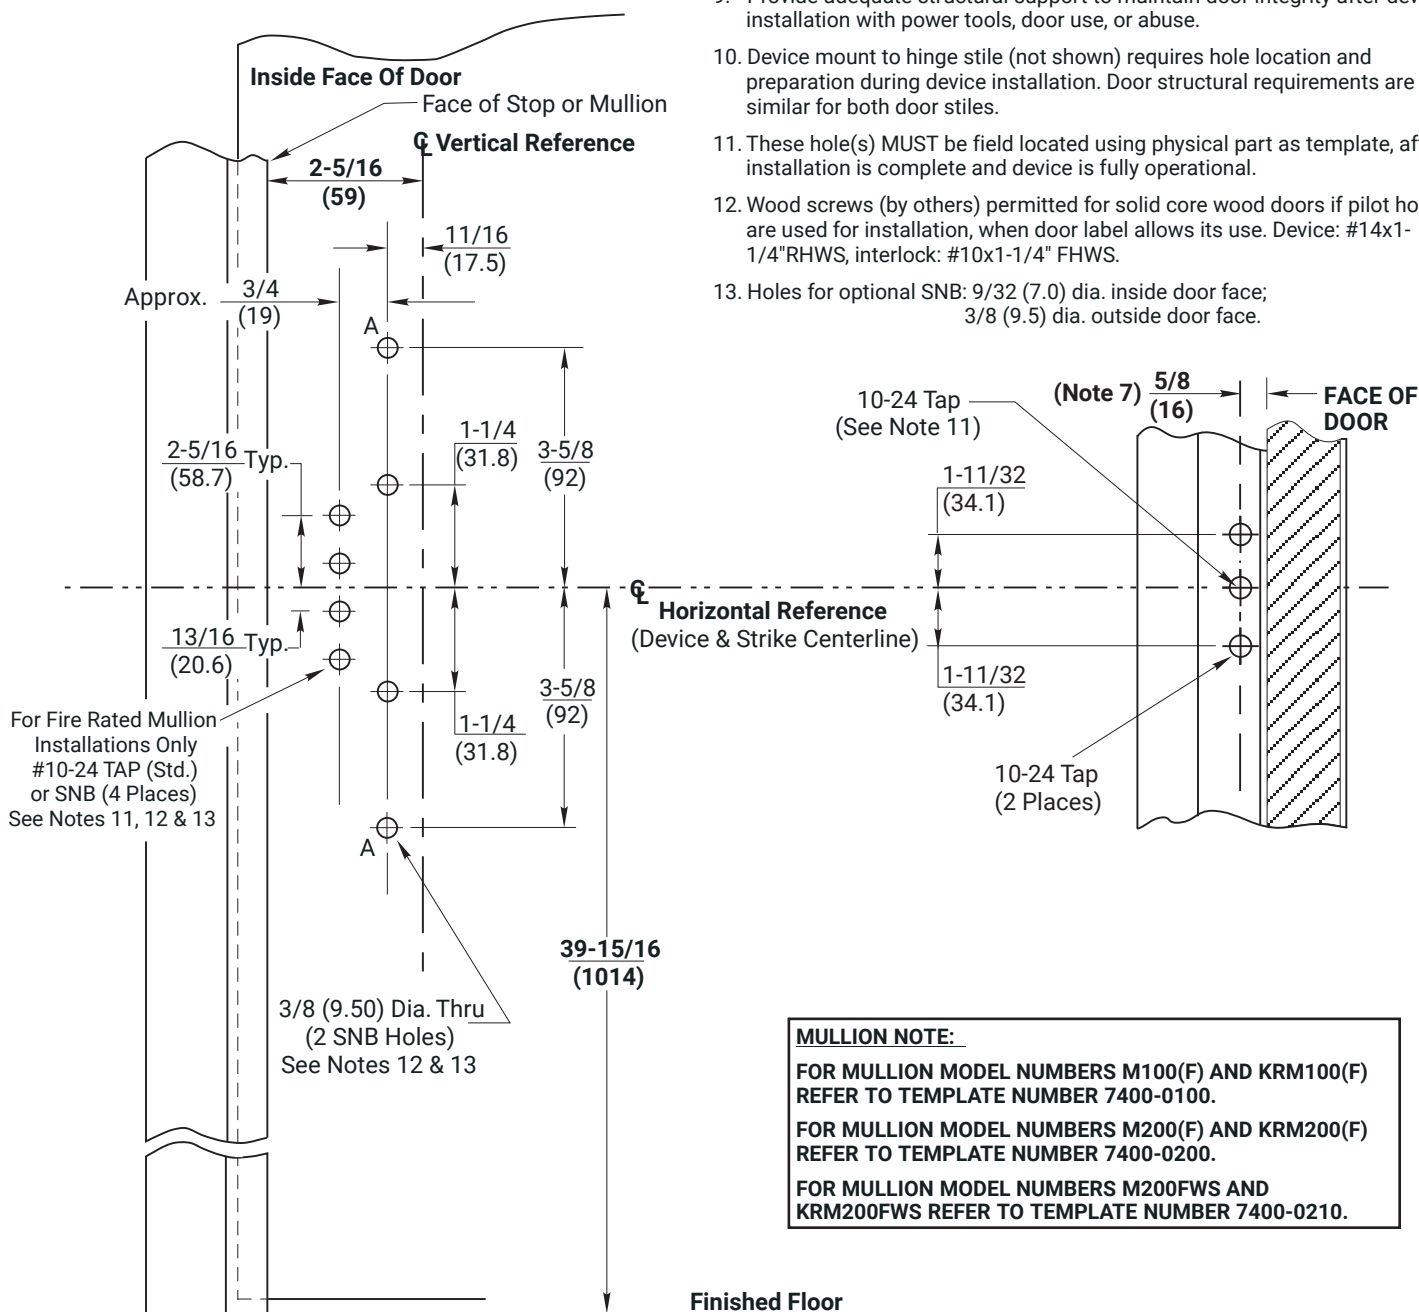 9. Provide adequate structural support to maintain door integrity after
installation with power tools, door use, or abuse.
10. Device mount to hinge stile (not shown) requires hole location and
preparation during device installation. Door structural requirements are
similar for both door stiles.
11. These hole(s) MUST be field located using physical part as template,
installation is complete and device is fully operational.
12. Wood screws (by others) permitted for solid core wood doors if pilot
are used for installation, when door label allows its use. Device: #14x1-
1/4"RHWS, interlock: #10x1-1/4" FHWS.
13. Holes for optional SNB: 9/32 (7.0) dia. inside door face;
3/8 (9.5) dia. outside door face.
Inside Face Of Door
Face of Stop or Mullion
℄ Vertical Reference
2-5/16
(59)
11/16
(17.5)
Approx.
3/4
(19)
A
1-1/4
(31.8)
3-5/8
(92)
2-5/16 Typ.
(58.7)
13/16 Typ.
(20.6)
For Fire Rated Mullion
Installations Only
#10-24 TAP (Std.)
or SNB (4 Places)
See Notes 11, 12 & 13
3-5/8
(92)
1-1/4
(31.8)
A
3/8 (9.50) Dia. Thru
(2 SNB Holes)
See Notes 12 & 13
℄ Horizontal Reference
(Device & Strike Centerline)
39-15/16
(1014)
10-24 Tap
(See Note 11)
(Note 7) 5/8
(16)
FACE OF
DOOR
1-11/32
(34.1)
1-11/32
(34.1)
10-24 Tap
(2 Places)
MULLION NOTE:
FOR MULLION MODEL NUMBERS M100(F) AND KRM100(F)
REFER TO TEMPLATE NUMBER 7400-0100.
FOR MULLION MODEL NUMBERS M200(F) AND KRM200(F)
REFER TO TEMPLATE NUMBER 7400-0200.
FOR MULLION MODEL NUMBERS M200FWS AND
KRM200FWS REFER TO TEMPLATE NUMBER 7400-0210.
Finished Floor